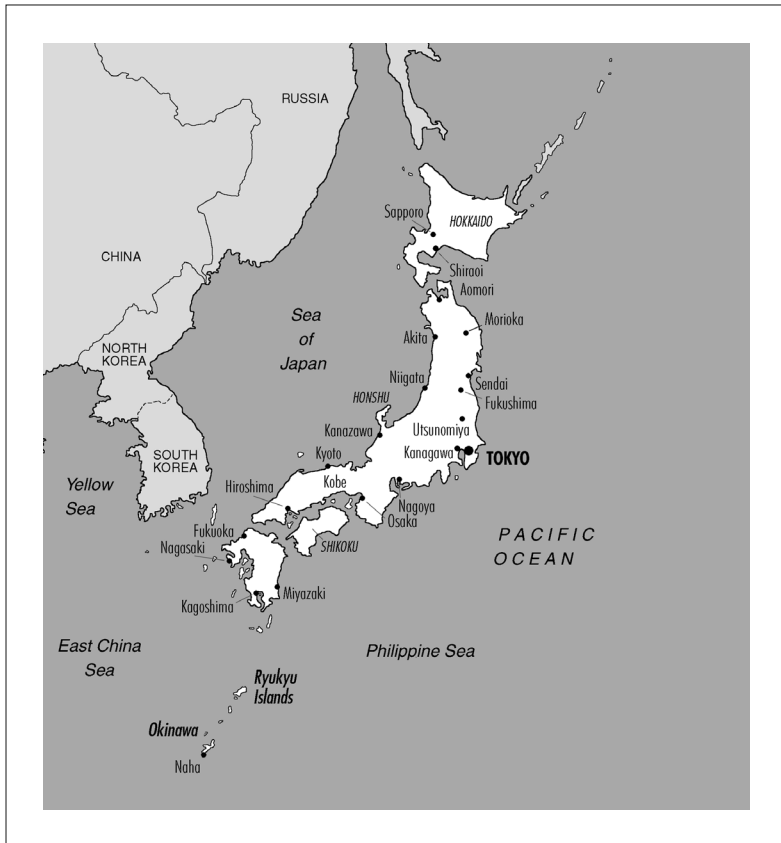 RUSSIA
Sapporo
HOKKAIDO
CHINA
Shiraoi
Aomori
Sea
of
Japan
Morioka
Akita
NORTH
KOREA
Niigata
Sendai
HONSHU
Fukushima
Kanazawa
Utsunomiya
SOUTH
KOREA
Kyoto
Kanagawa
TOKYO
Yellow
Sea
Hiroshima
Kobe
Nagoya
Osaka
Fukuoka
SHIKOKU
PACIFIC
OCEAN
Nagasaki
Kagoshima
Miyazaki
East China
Sea
Philippine Sea
Ryukyu
Islands
Okinawa
Naha